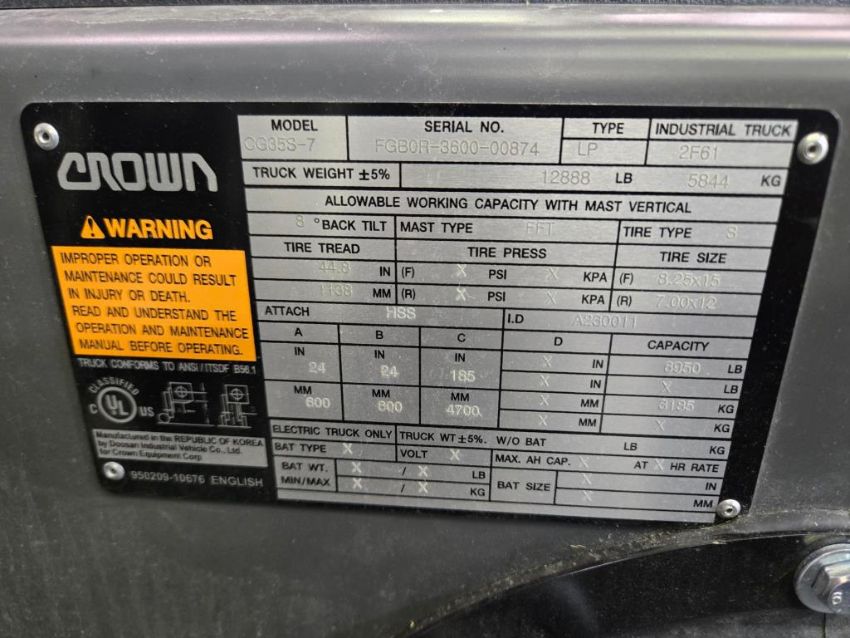 CROWN
WARNING
IMPROPER OPERATION OR
MAINTENANCE COULD RESULT
IN INJURY OR DEATH.
READ AND UNDERSTAND THE
OPERATION AND MAINTENANCE
MANUAL BEFORE OPERATING.
TRUCK CONFORMS TO ANSI/ITSDF B56.1
CLASSIFIED
C UL US
Manufactured in the REPUBLIC OF KOREA
by Doosan Industrial Vehicle Co., Ltd.
for Crown Equipment Corp.
950209-10676 ENGLISH
MODEL SERIAL NO. TYPE INDUSTRIAL TRUCK
CG35S-7 FGB0R-3600-00874 LP 2F61
TRUCK WEIGHT ±5% 12888 LB 5844 KG
ALLOWABLE WORKING CAPACITY WITH MAST VERTICAL
8 °BACK TILT MAST TYPE FFT TIRE TYPE S
TIRE TREAD TIRE PRESS TIRE SIZE
44.8 IN (F) X PSI X KPA (F) 8.25x15
1138 MM (R) X PSI X KPA (R) 7.00x12
ATTACH HSS I.D A230011
A B C D CAPACITY
IN IN IN X IN LB
24 24 185 X IN X LB
MM MM MM X MM KG
600 600 4700 X MM X KG
ELECTRIC TRUCK ONLY TRUCK WT ±5%. W/O BAT LB KG
BAT TYPE X VOLT X MAX. AH CAP. X AT X HR RATE
BAT WT. X / X LB BAT SIZE X IN
MIN/MAX X / X KG X MM
6